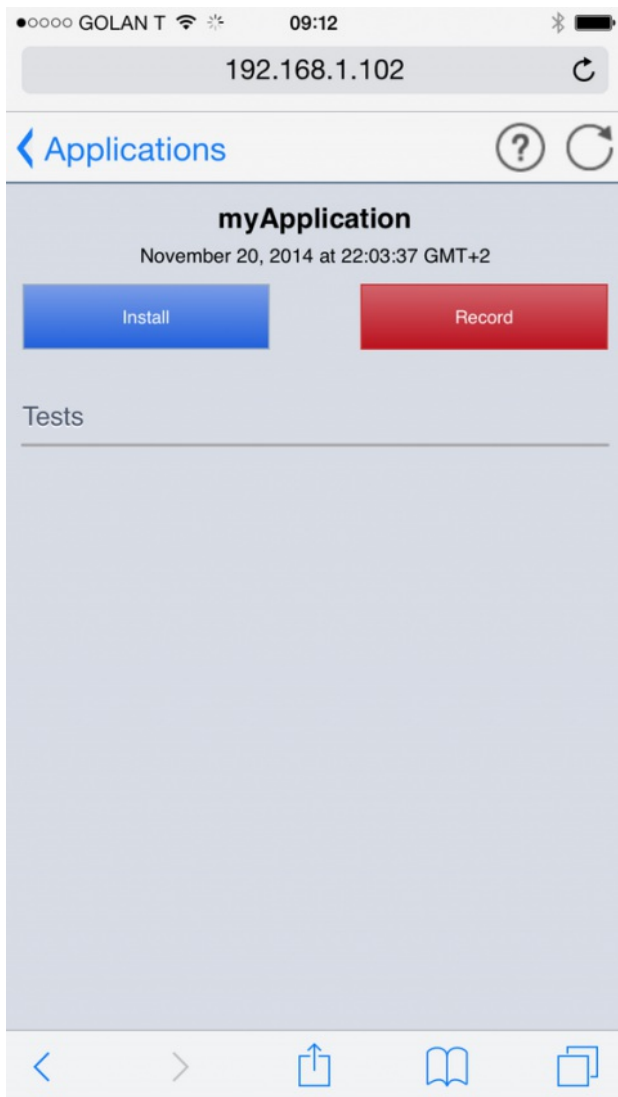 GOLAN T 09:12
192.168.1.102
Applications ?
myApplication
November 20, 2014 at 22:03:37 GMT+2
Install Record
Tests